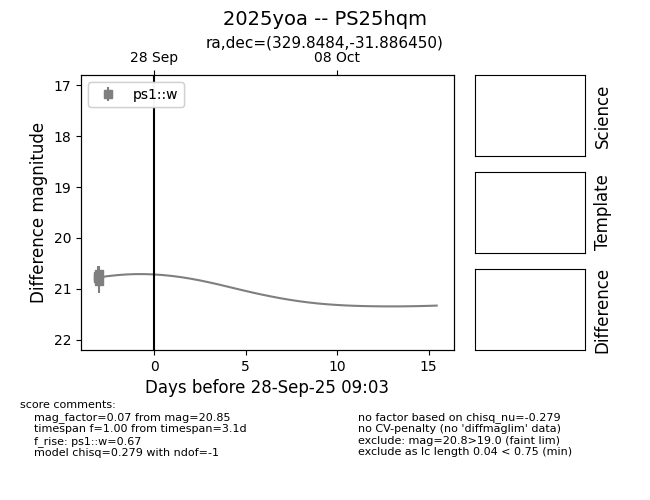 2025yoa -- PS25hqm
ra,dec=(329.8484,-31.886450)
28 Sep
08 Oct
ps1::w
17
18
19
20
21
22
Difference magnitude
0
5
10
15
Days before 28-Sep-25 09:03
Science
Template
Difference
score comments:
mag_factor=0.07 from mag=20.85
timespan f=1.00 from timespan=3.1d
f_rise: ps1::w=0.67
model chisq=0.279 with ndof=-1
no factor based on chisq_nu=-0.279
no CV-penalty (no 'diffmaglim' data)
exclude: mag=20.8>19.0 (faint lim)
exclude as lc length 0.04 < 0.75 (min)